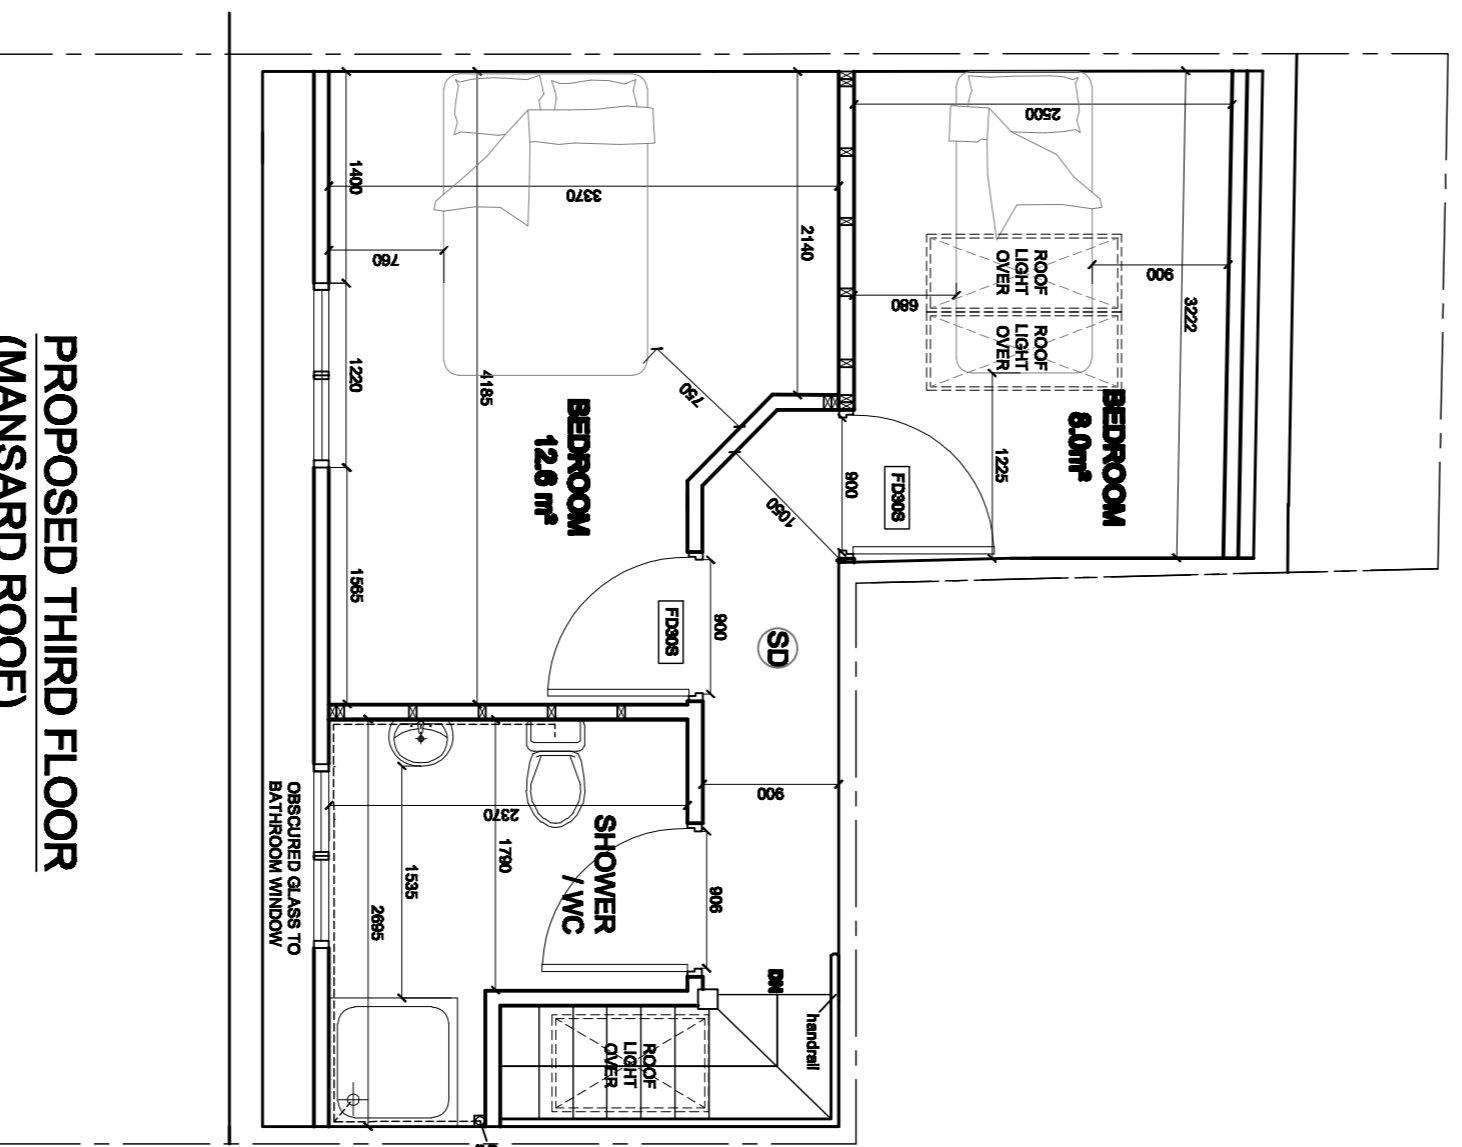 PROPOSED THIRD FLOOR
(MANSARD ROOF)
BEDROOM
12.6 m²
BEDROOM
8.0m²
SHOWER
/ WC
ROOF
LIGHT
OVER
ROOF
LIGHT
OVER
ROOF
LIGHT
OVER
FD30S
FD30S
SD
DN
handrail
OBSCURED GLASS TO
BATHROOM WINDOW
1400
1220
1565
4185
3370
760
2140
750
1050
2500
900
680
3222
1225
900
900
900
906
2370
1790
1535
2695